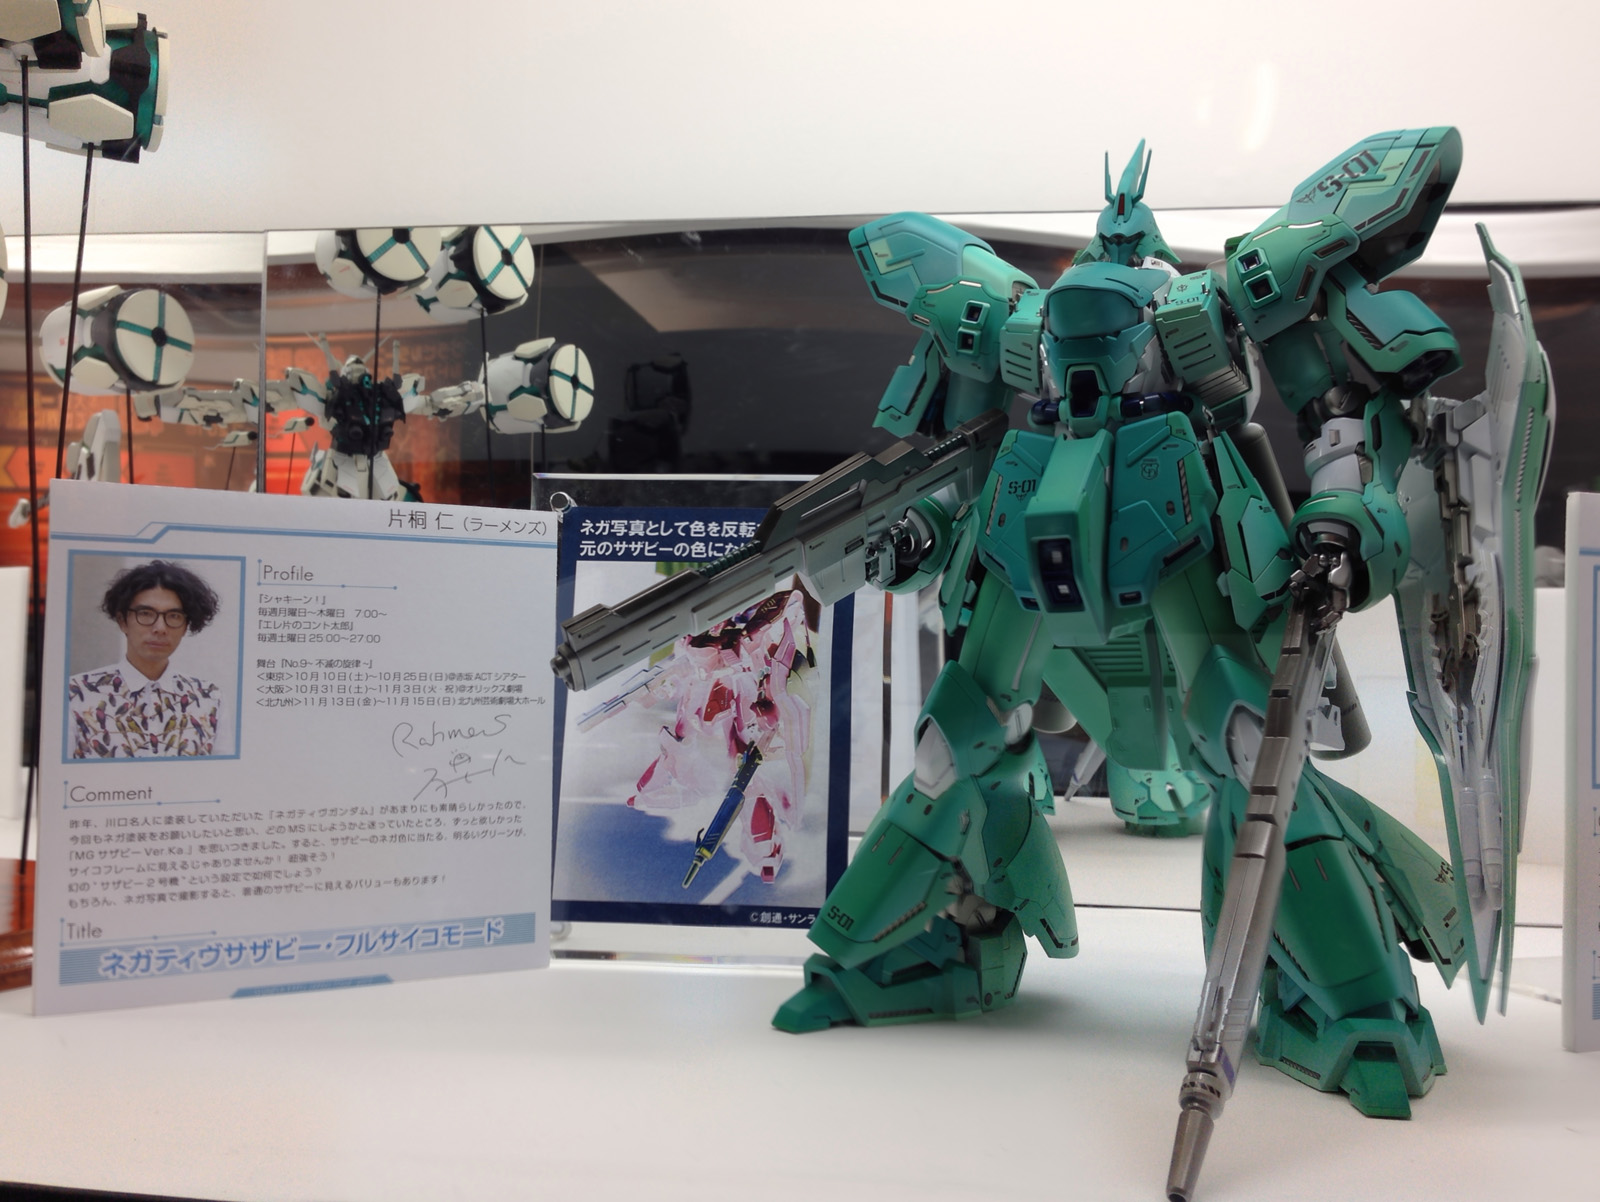 片桐 仁（ラーメンズ）
Profile
『シャキーン！』
毎週月曜日～木曜日　7:00～
『エレ片のコント太郎』
毎週土曜日 25:00～27:00
舞台『No.9～不滅の旋律～』
＜東京＞10月10日(土)～10月25日(日)@赤坂ACTシアター
＜大阪＞10月31日(土)～11月3日(火・祝)@オリックス劇場
＜北九州＞11月13日(金)～11月15日(日)北九州芸術劇場大ホール
Rahmens
Comment
昨年、川口名人に塗装していただいた「ネガティヴガンダム」があまりにも素晴らしかったので、
今回もネガ塗装をお願いしたいと思い、どのMSにしようかと迷っていたところ、ずっと欲しかった
「MGサザビーVer.Ka」を思いつきました。すると、サザビーのネガ色に当たる、明るいグリーンが、
サイコフレームに見えるじゃありませんか！ 超強そう！
幻の"サザビー2号機"という設定で如何でしょう？
もちろん、ネガ写真で撮影すると、普通のサザビーに見えるバリューもあります！
Title
ネガティヴサザビー・フルサイコモード
ネガ写真として色を反転
元のサザビーの色にな
©創通・サンラ
S-01
S-01
S-01
S-01